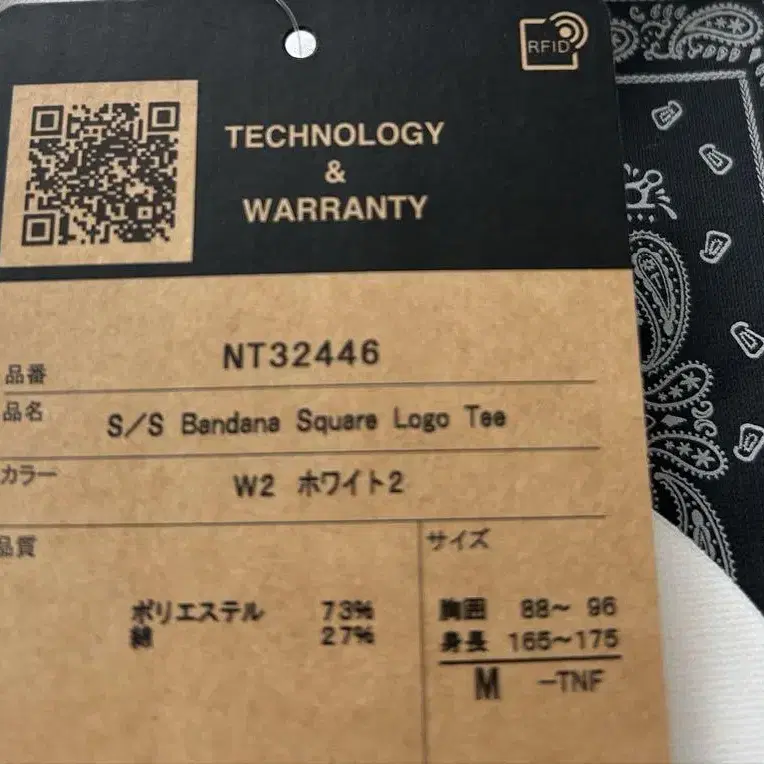 RFID
TECHNOLOGY
&
WARRANTY
品番 NT32446
品名 S/S Bandana Square Logo Tee
カラー W2 ホワイト2
品質
ポリエステル 73%
綿 27%
サイズ
胸囲 88~ 96
身長 165~175
M -TNF